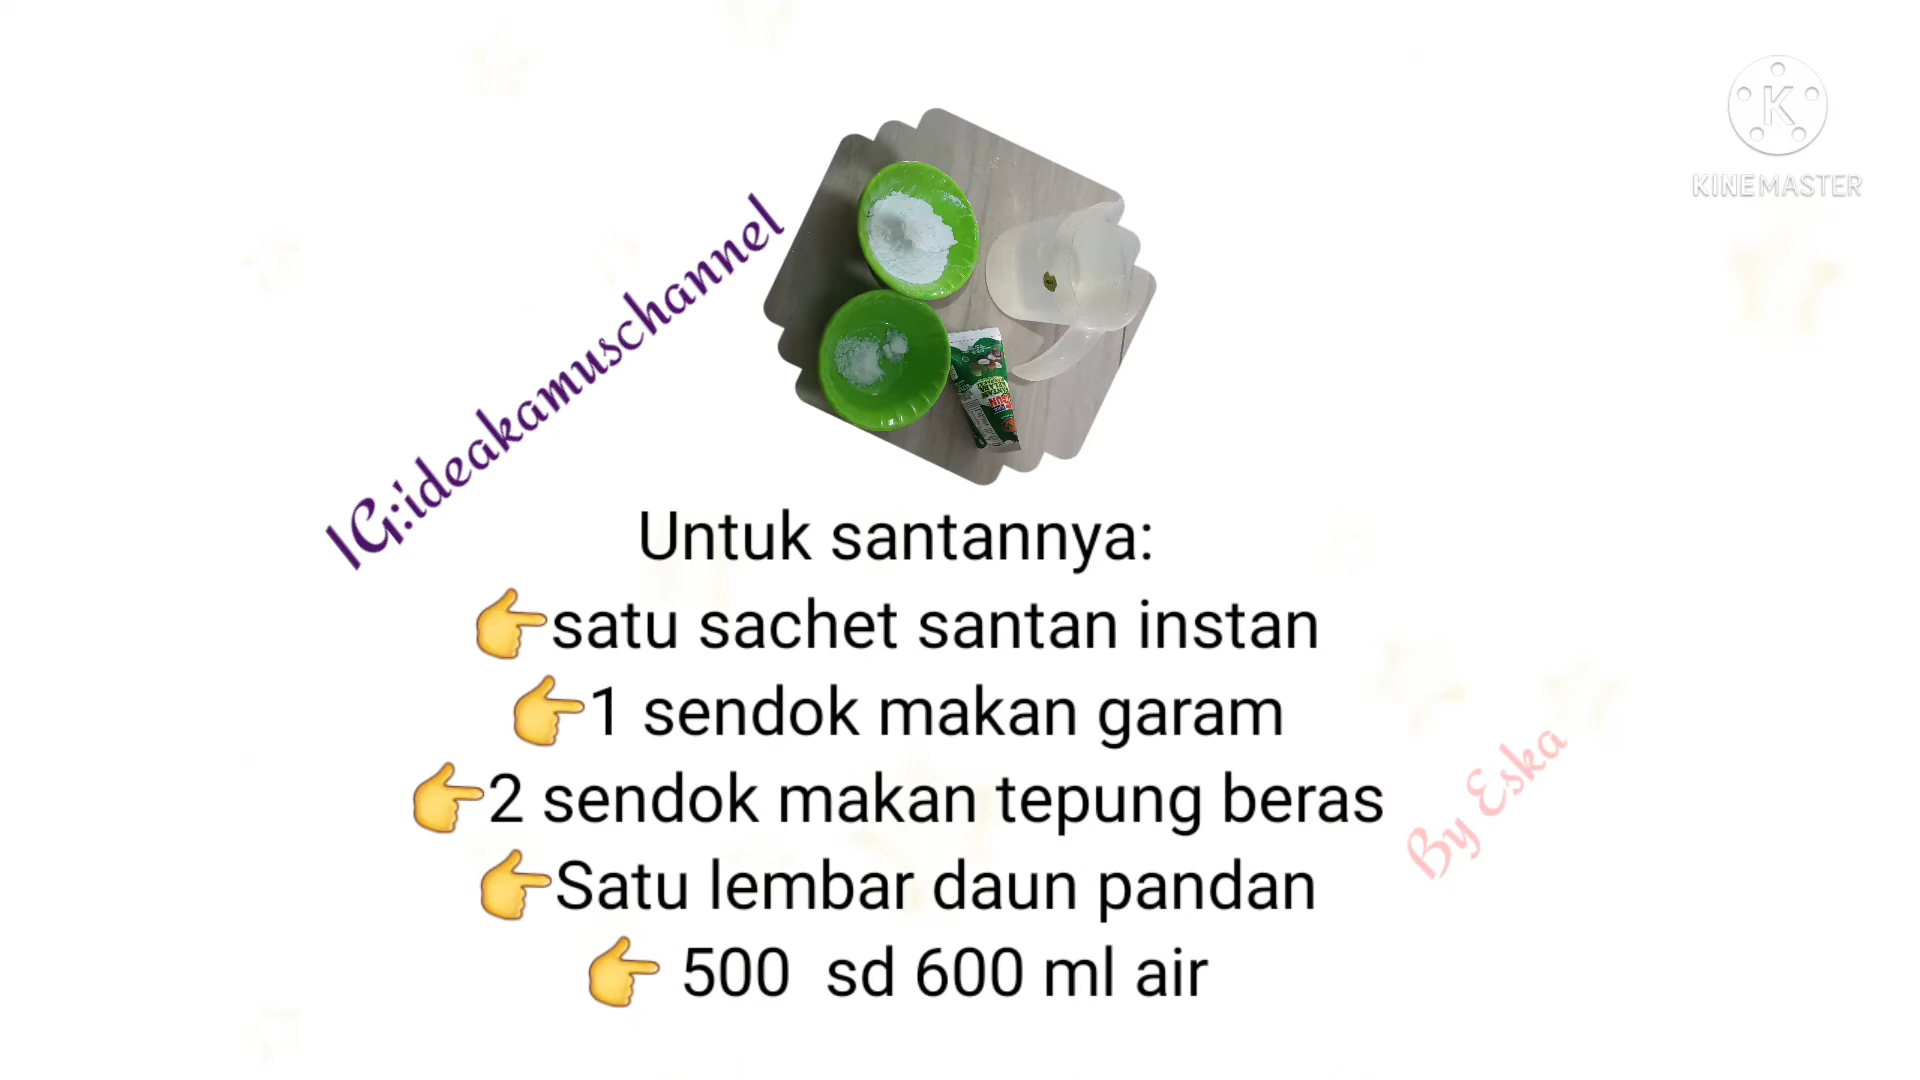 KINEMASTER
IG:ideakamuschannel
Untuk santannya:
👉satu sachet santan instan
👉1 sendok makan garam
👉2 sendok makan tepung beras
👉Satu lembar daun pandan
👉 500  sd 600 ml air
By Eska